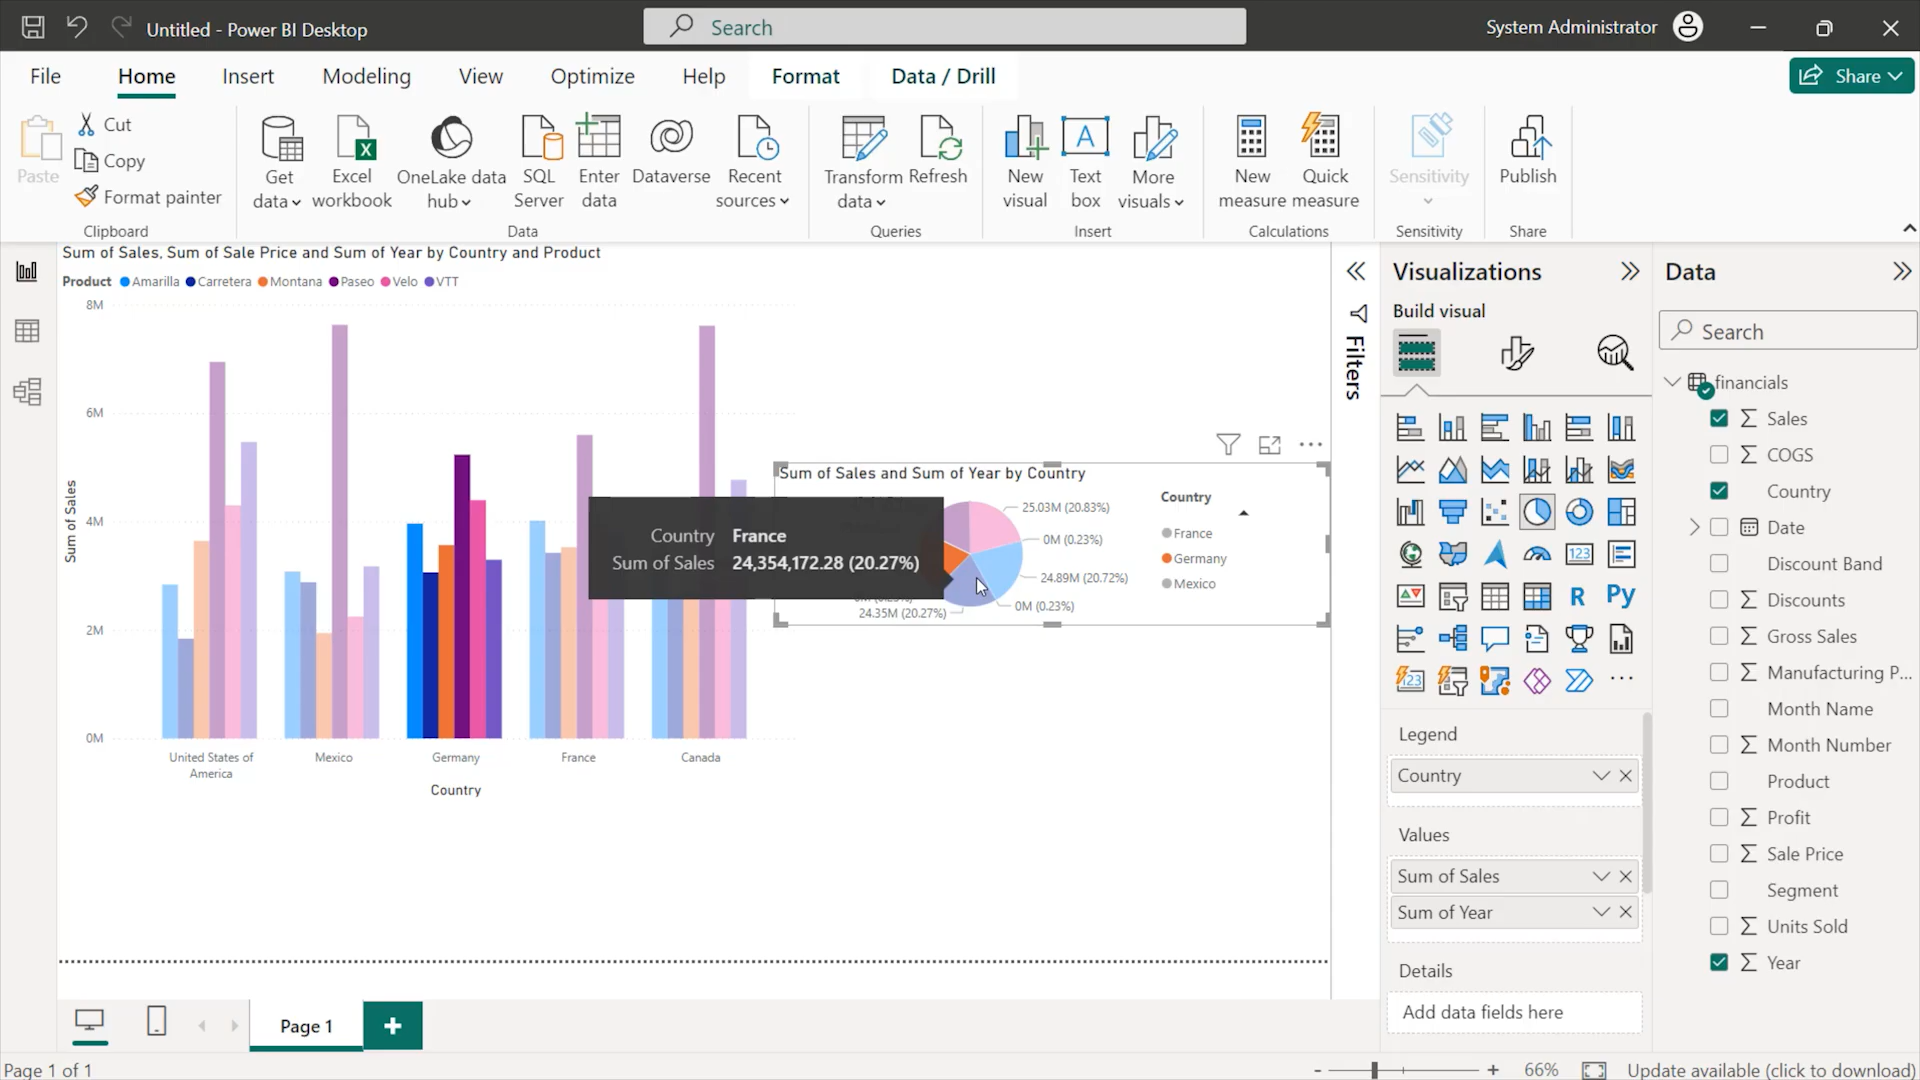 Untitled - Power BI Desktop
Search
System Administrator
File
Home
Insert
Modeling
View
Optimize
Help
Format
Data / Drill
Share
Paste
Cut
Copy
Format painter
Clipboard
Get data
Excel workbook
OneLake data hub
SQL Server
Enter data
Dataverse
Recent sources
Data
Transform data
Refresh
Queries
New visual
Text box
More visuals
Insert
New measure
Quick measure
Calculations
Sensitivity
Sensitivity
Publish
Share
Sum of Sales, Sum of Sale Price and Sum of Year by Country and Product
Product Amarilla Carretera Montana Paseo Velo VTT
8M
6M
4M
2M
0M
Sum of Sales
United States of
America
Mexico
Germany
France
Canada
Country
Sum of Sales and Sum of Year by Country
Country France
Sum of Sales 24,354,172.28 (20.27%)
25.03M (20.83%)
0M (0.23%)
24.89M (20.72%)
0M (0.23%)
24.35M (20.27%)
Country
France
Germany
Mexico
Filters
Visualizations
Build visual
123
R
Py
123
Legend
Country
Values
Sum of Sales
Sum of Year
Details
Add data fields here
Data
Search
financials
Sales
COGS
Country
Date
Discount Band
Discounts
Gross Sales
Manufacturing P...
Month Name
Month Number
Product
Profit
Sale Price
Segment
Units Sold
Year
Page 1
Page 1 of 1
66%
Update available (click to download)